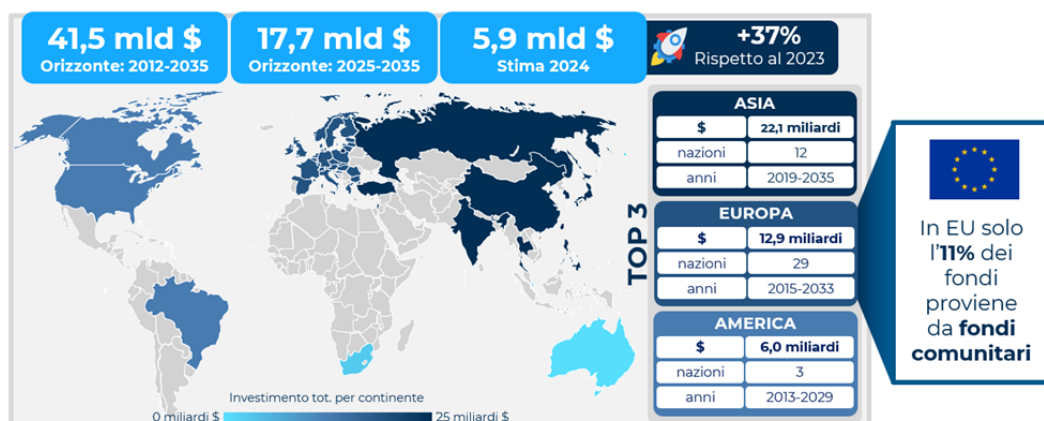 41,5 mld $
Orizzonte: 2012-2035
17,7 mld $
Orizzonte: 2025-2035
5,9 mld $
Stima 2024
+37%
Rispetto al 2023
TOP 3
ASIA
$ 22,1 miliardi
nazioni 12
anni 2019-2035
EUROPA
$ 12,9 miliardi
nazioni 29
anni 2015-2033
AMERICA
$ 6,0 miliardi
nazioni 3
anni 2013-2029
In EU solo
l'11% dei
fondi
proviene
da fondi
comunitari
Investimento tot. per continente
0 miliardi $ 25 miliardi $